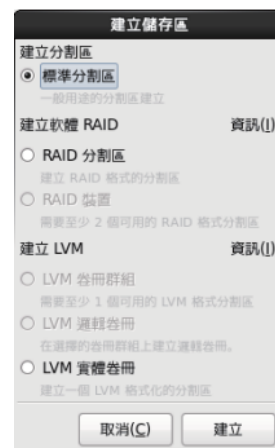 建立儲存區
建立分割區
標準分割區
一般用途的分割區建立
建立軟體 RAID 資訊(I)
RAID 分割區
建立 RAID 格式的分割區
RAID 裝置
需要至少 2 個可用的 RAID 格式分割區
建立 LVM 資訊(I)
LVM 卷冊群組
需要至少 1 個可用的 LVM 格式分割區
LVM 邏輯卷冊
在選擇的卷冊群組上建立邏輯卷冊。
LVM 實體卷冊
建立一個 LVM 格式化的分割區
取消(C) 建立